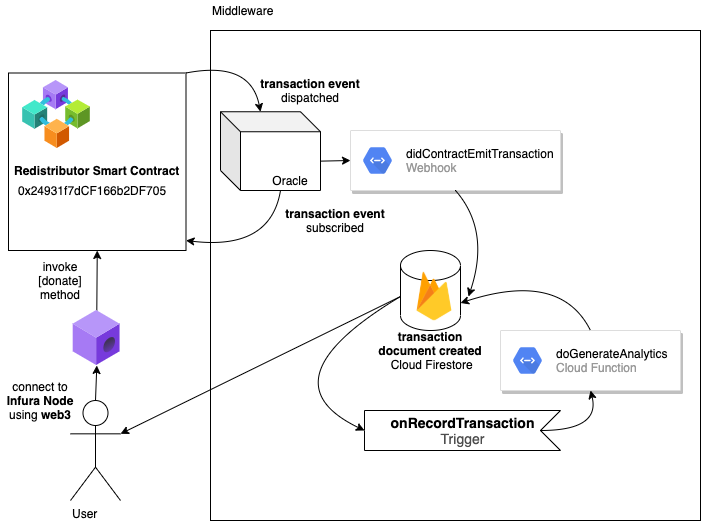 Middleware
transaction event
dispatched
Redistributor Smart Contract
0x24931f7dCF166b2DF705
Oracle
didContractEmitTransaction
Webhook
transaction event
subscribed
invoke
[donate]
method
transaction
document created
Cloud Firestore
doGenerateAnalytics
Cloud Function
connect to
Infura Node
using web3
onRecordTransaction
Trigger
User